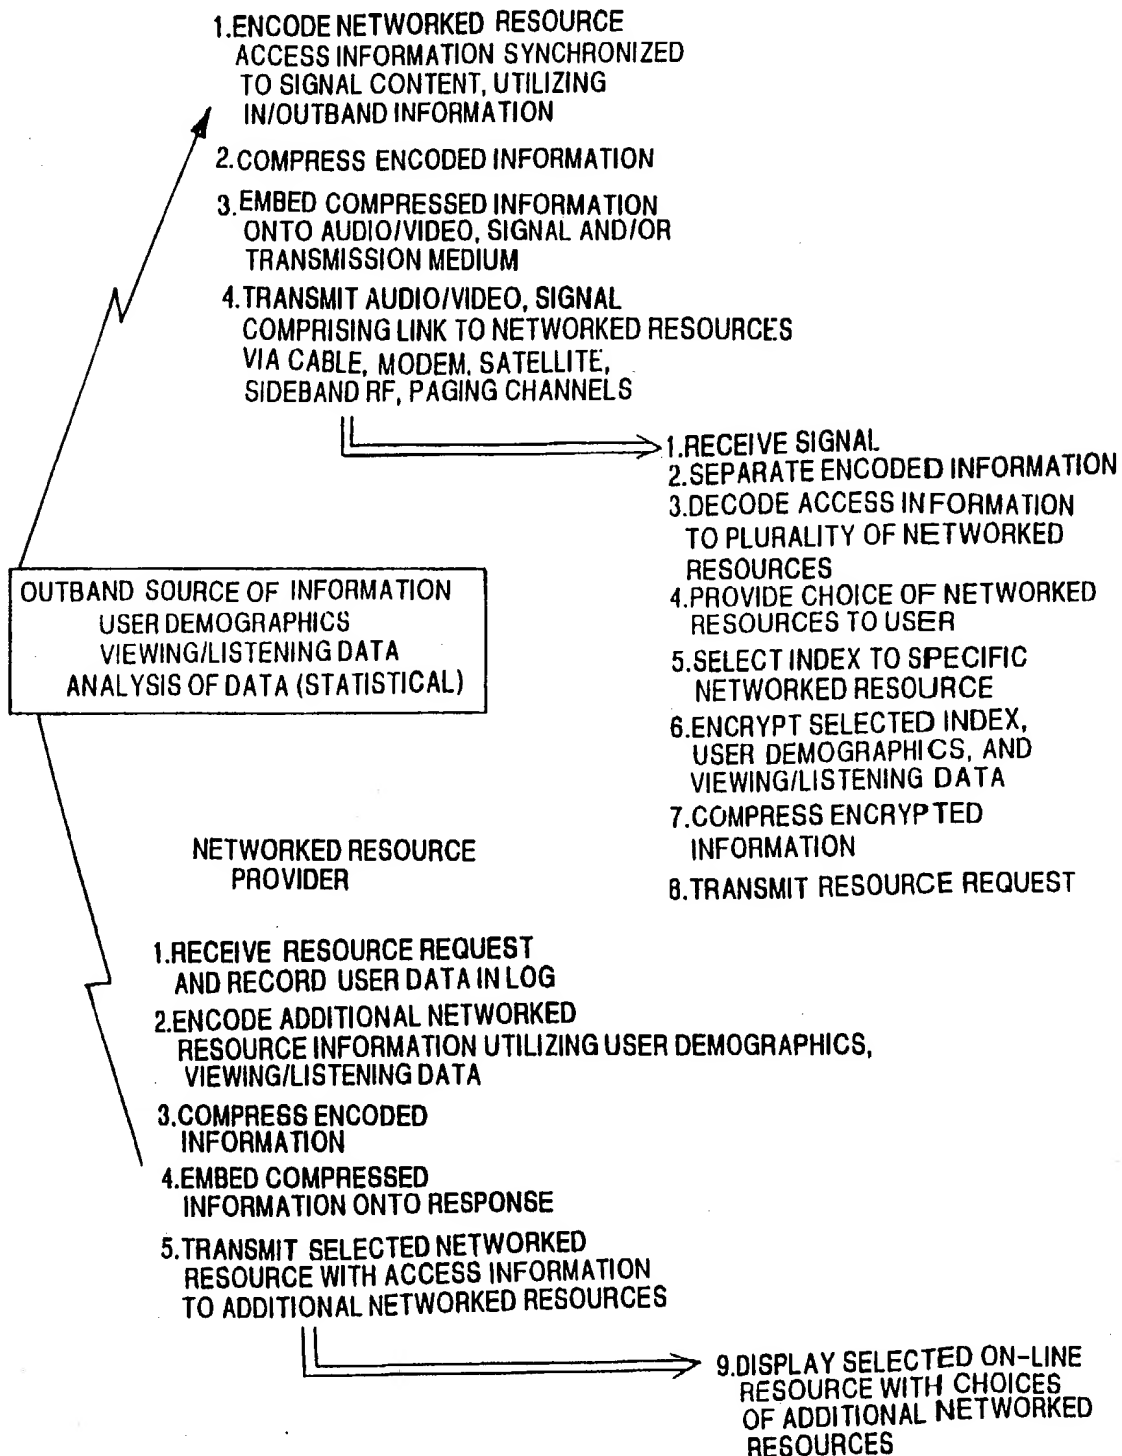 1.ENCODE NETWORKED RESOURCE
ACCESS INFORMATION SYNCHRONIZED
TO SIGNAL CONTENT, UTILIZING
IN/OUTBAND INFORMATION
2.COMPRESS ENCODED INFORMATION
3.EMBED COMPRESSED INFORMATION
ONTO AUDIO/VIDEO, SIGNAL AND/OR
TRANSMISSION MEDIUM
4.TRANSMIT AUDIO/VIDEO, SIGNAL
COMPRISING LINK TO NETWORKED RESOURCES
VIA CABLE, MODEM, SATELLITE,
SIDEBAND RF, PAGING CHANNELS
1.RECEIVE SIGNAL
2.SEPARATE ENCODED INFORMATION
3.DECODE ACCESS INFORMATION
TO PLURALITY OF NETWORKED
RESOURCES
4.PROVIDE CHOICE OF NETWORKED
RESOURCES TO USER
5.SELECT INDEX TO SPECIFIC
NETWORKED RESOURCE
6.ENCRYPT SELECTED INDEX,
USER DEMOGRAPHICS, AND
VIEWING/LISTENING DATA
7.COMPRESS ENCRYPTED
INFORMATION
8.TRANSMIT RESOURCE REQUEST
OUTBAND SOURCE OF INFORMATION
USER DEMOGRAPHICS
VIEWING/LISTENING DATA
ANALYSIS OF DATA (STATISTICAL)
NETWORKED RESOURCE
PROVIDER
1.RECEIVE RESOURCE REQUEST
AND RECORD USER DATA IN LOG
2.ENCODE ADDITIONAL NETWORKED
RESOURCE INFORMATION UTILIZING USER DEMOGRAPHICS,
VIEWING/LISTENING DATA
3.COMPRESS ENCODED
INFORMATION
4.EMBED COMPRESSED
INFORMATION ONTO RESPONSE
5.TRANSMIT SELECTED NETWORKED
RESOURCE WITH ACCESS INFORMATION
TO ADDITIONAL NETWORKED RESOURCES
9.DISPLAY SELECTED ON-LINE
RESOURCE WITH CHOICES
OF ADDITIONAL NETWORKED
RESOURCES